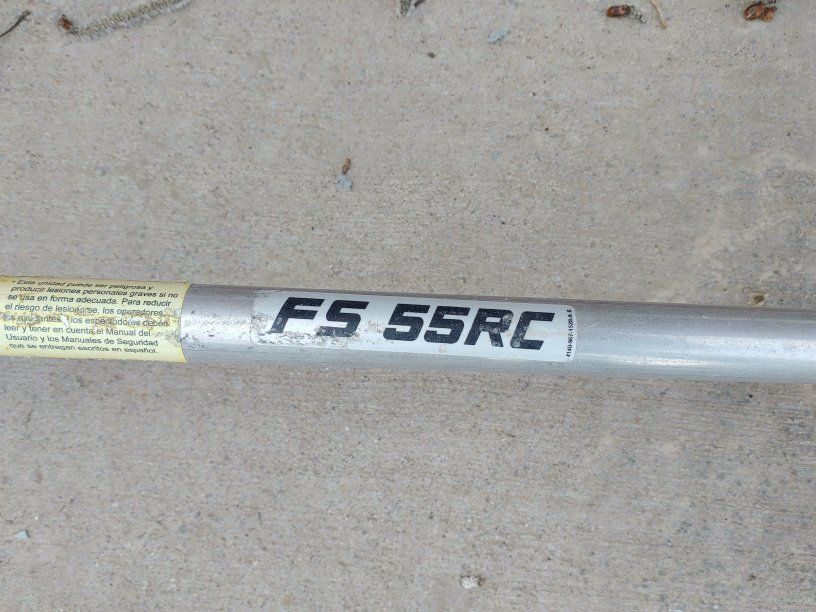 • Esta unidad puede ser peligrosa y
producir lesiones personales graves si no
se usa en forma adecuada. Para reducir
el riesgo de lesionarse, los operadores,
los espectadores deben
leer y tener en cuenta el Manual del
Usuario y los Manuales de Seguridad
que se entregan escritos en español.
FS 55RC